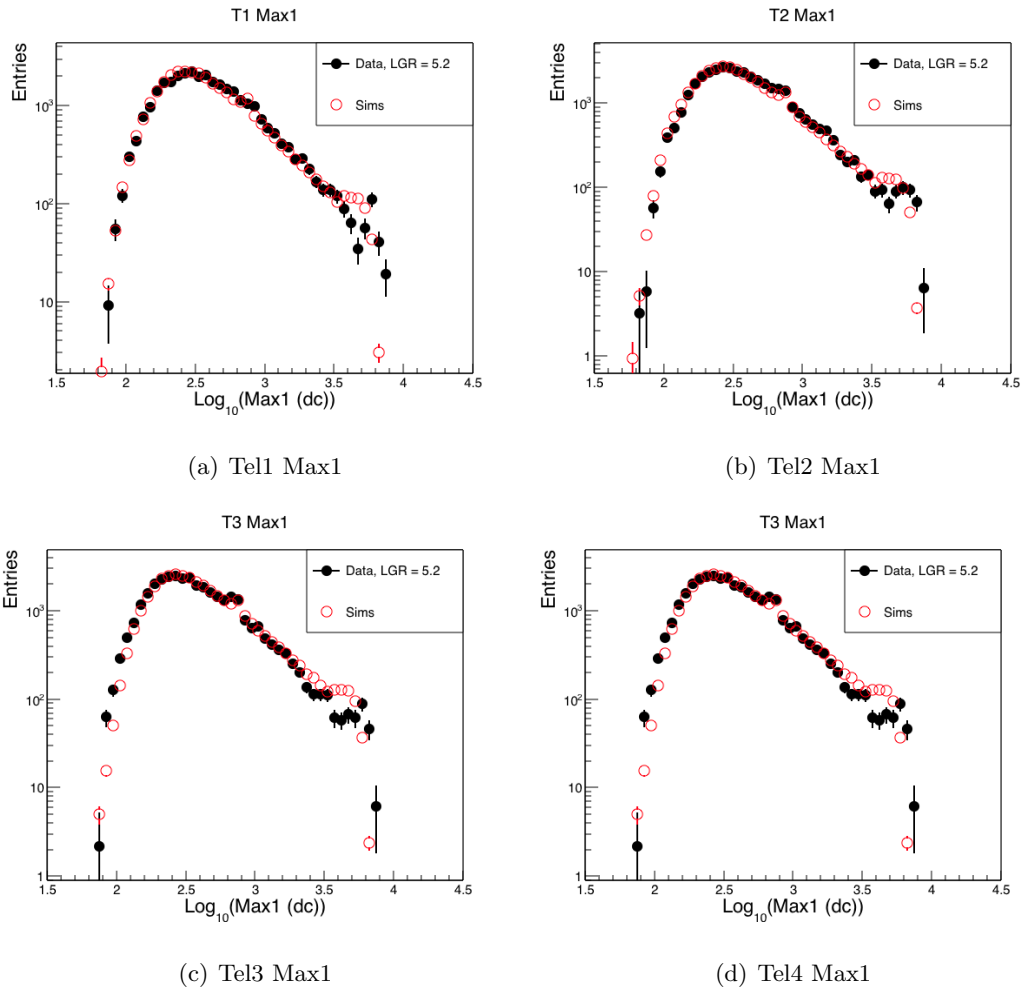 T1 Max1
Entries
Data, LGR = 5.2
Sims
10³
10²
10
1.5 2 2.5 3 3.5 4 4.5
Log₁₀(Max1 (dc))
(a) Tel1 Max1
T2 Max1
Entries
Data, LGR = 5.2
Sims
10³
10²
10
1
1.5 2 2.5 3 3.5 4 4.5
Log₁₀(Max1 (dc))
(b) Tel2 Max1
T3 Max1
Entries
Data, LGR = 5.2
Sims
10³
10²
10
1
1.5 2 2.5 3 3.5 4 4.5
Log₁₀(Max1 (dc))
(c) Tel3 Max1
T3 Max1
Entries
Data, LGR = 5.2
Sims
10³
10²
10
1
1.5 2 2.5 3 3.5 4 4.5
Log₁₀(Max1 (dc))
(d) Tel4 Max1